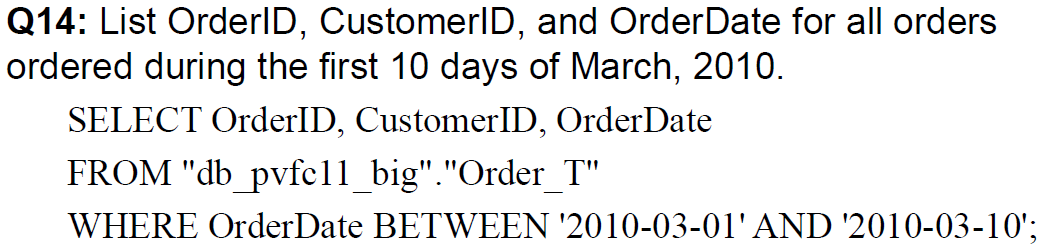 Q14: List OrderID, CustomerID, and OrderDate for all orders
ordered during the first 10 days of March, 2010.
SELECT OrderID, CustomerID, OrderDate
FROM "db_pvfc11_big"."Order_T"
WHERE OrderDate BETWEEN '2010-03-01' AND '2010-03-10';